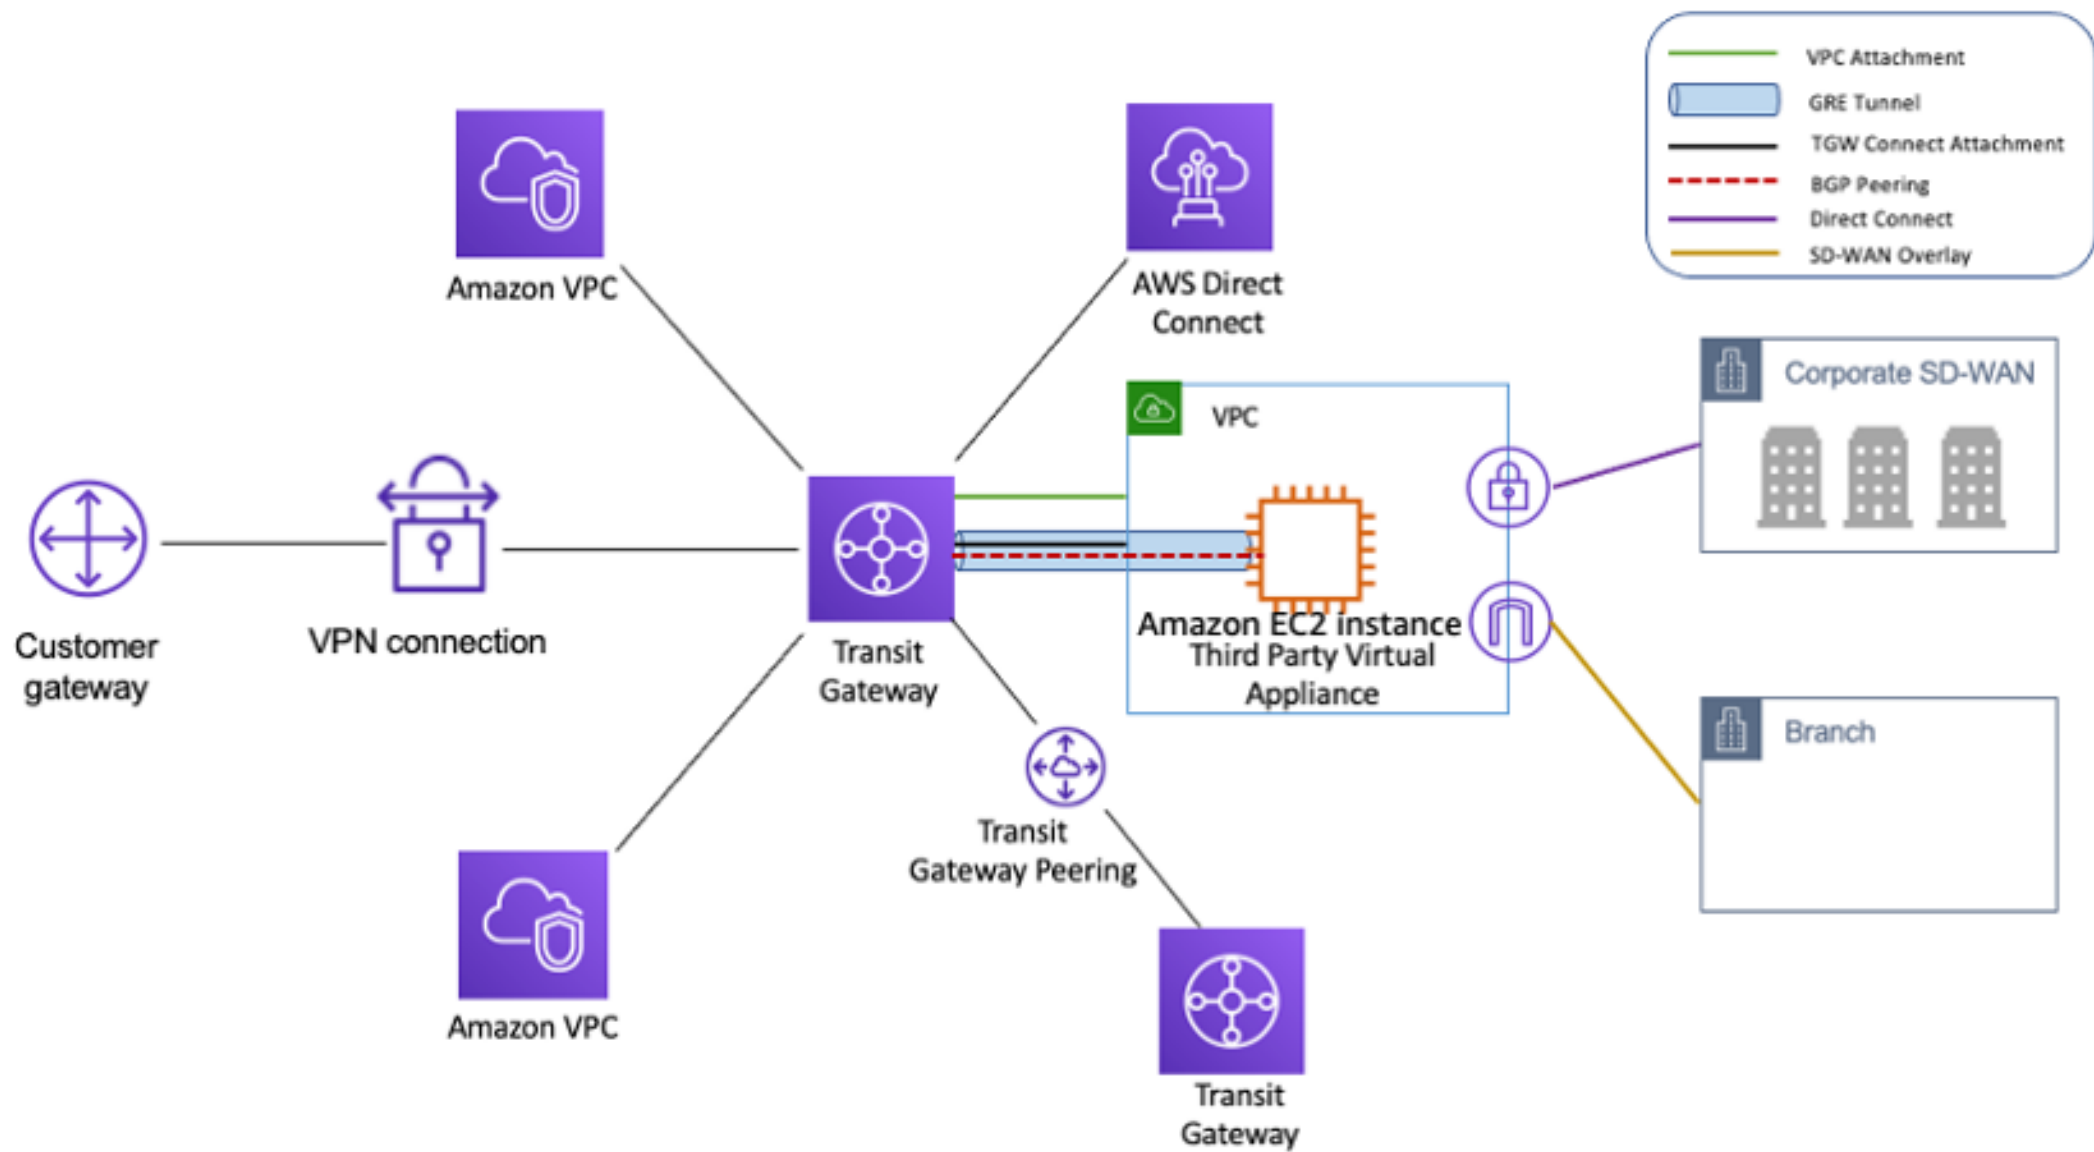 VPC Attachment
GRE Tunnel
TGW Connect Attachment
BGP Peering
Direct Connect
SD-WAN Overlay
Amazon VPC
AWS Direct
Connect
Corporate SD-WAN
VPC
Customer
gateway
VPN connection
Transit
Gateway
Amazon EC2 instance
Third Party Virtual
Appliance
Branch
Transit
Gateway Peering
Amazon VPC
Transit
Gateway